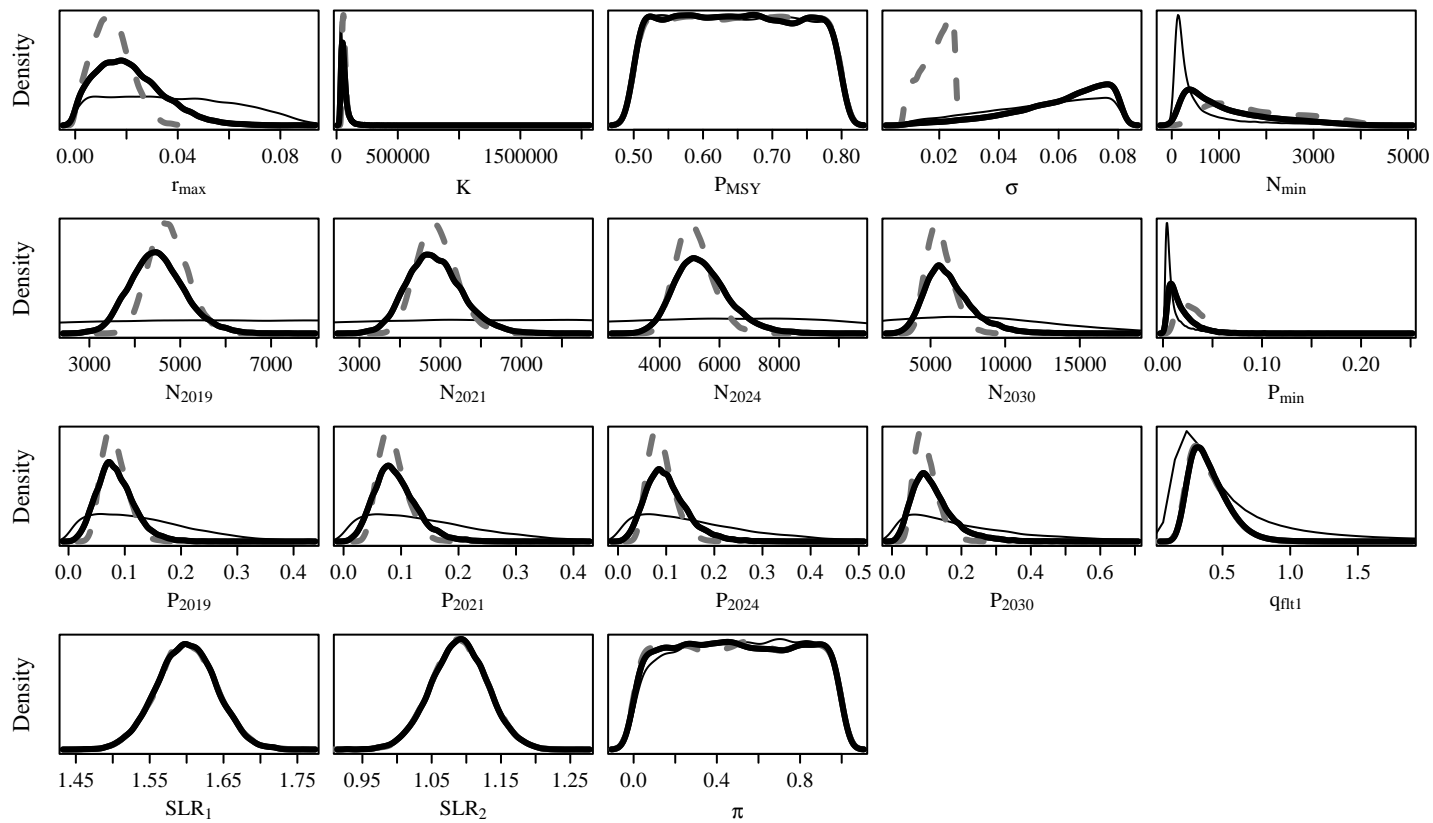 Density
0.00 0.04 0.08
r_max
0 500000 1500000
K
0.50 0.60 0.70 0.80
P_MSY
0.02 0.04 0.06 0.08
σ
0 1000 3000 5000
N_min
Density
3000 5000 7000
N_2019
3000 5000 7000
N_2021
4000 6000 8000
N_2024
5000 10000 15000
N_2030
0.00 0.10 0.20
P_min
Density
0.0 0.1 0.2 0.3 0.4
P_2019
0.0 0.1 0.2 0.3 0.4
P_2021
0.0 0.1 0.2 0.3 0.4 0.5
P_2024
0.0 0.2 0.4 0.6
P_2030
0.5 1.0 1.5
q_flt1
Density
1.45 1.55 1.65 1.75
SLR_1
0.95 1.05 1.15 1.25
SLR_2
0.0 0.4 0.8
π